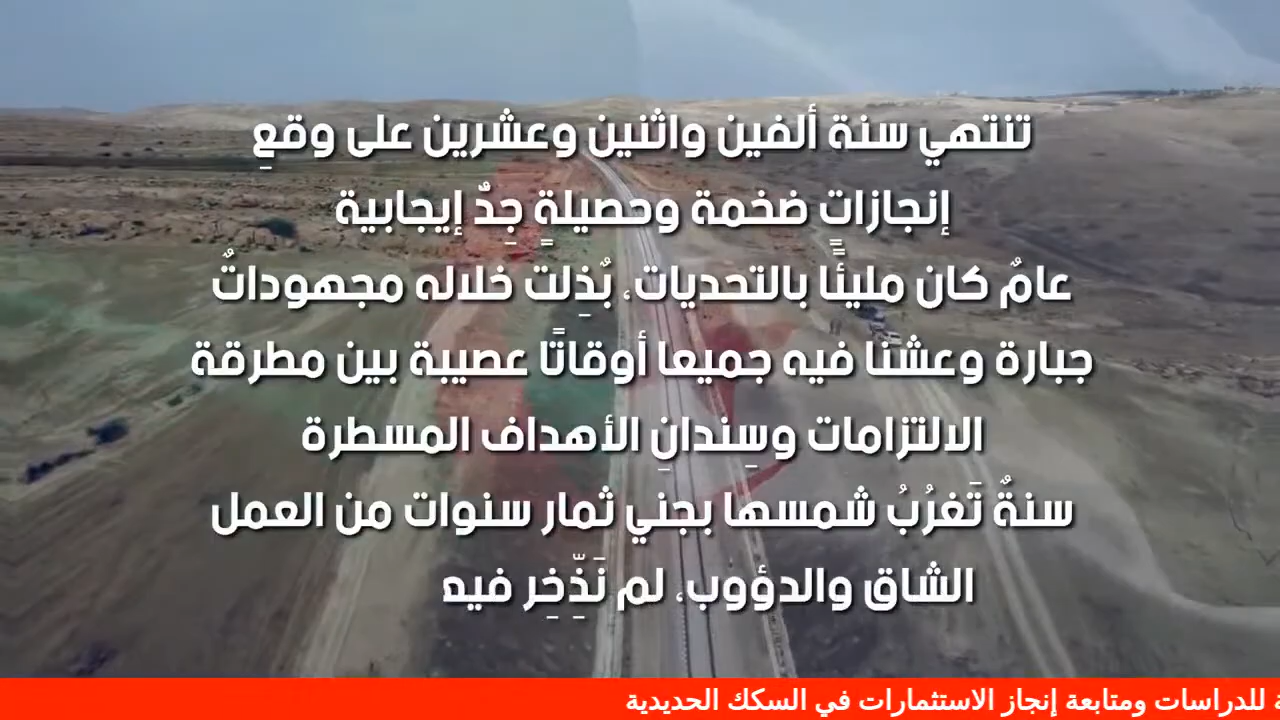 تنتهي سنة ألفين واثنين وعشرين على وقعِ
إنجازاتٍ ضخمة وحصيلةٍ جِدٌ إيجابية
عامٌ كان مليئًا بالتحديات، بُذِلت خلاله مجهوداتٌ
جبارة وعشنا فيه جميعا أوقاتًا عصيبة بين مطرقة
الالتزامات وسِندانِ الأهداف المسطرة
سنةٌ تَغرُبُ شمسها بجني ثمار سنوات من العمل
الشاق والدؤوب، لم نَذِّخِر فيه
للدراسات ومتابعة إنجاز الاستثمارات في السكك الحديدية